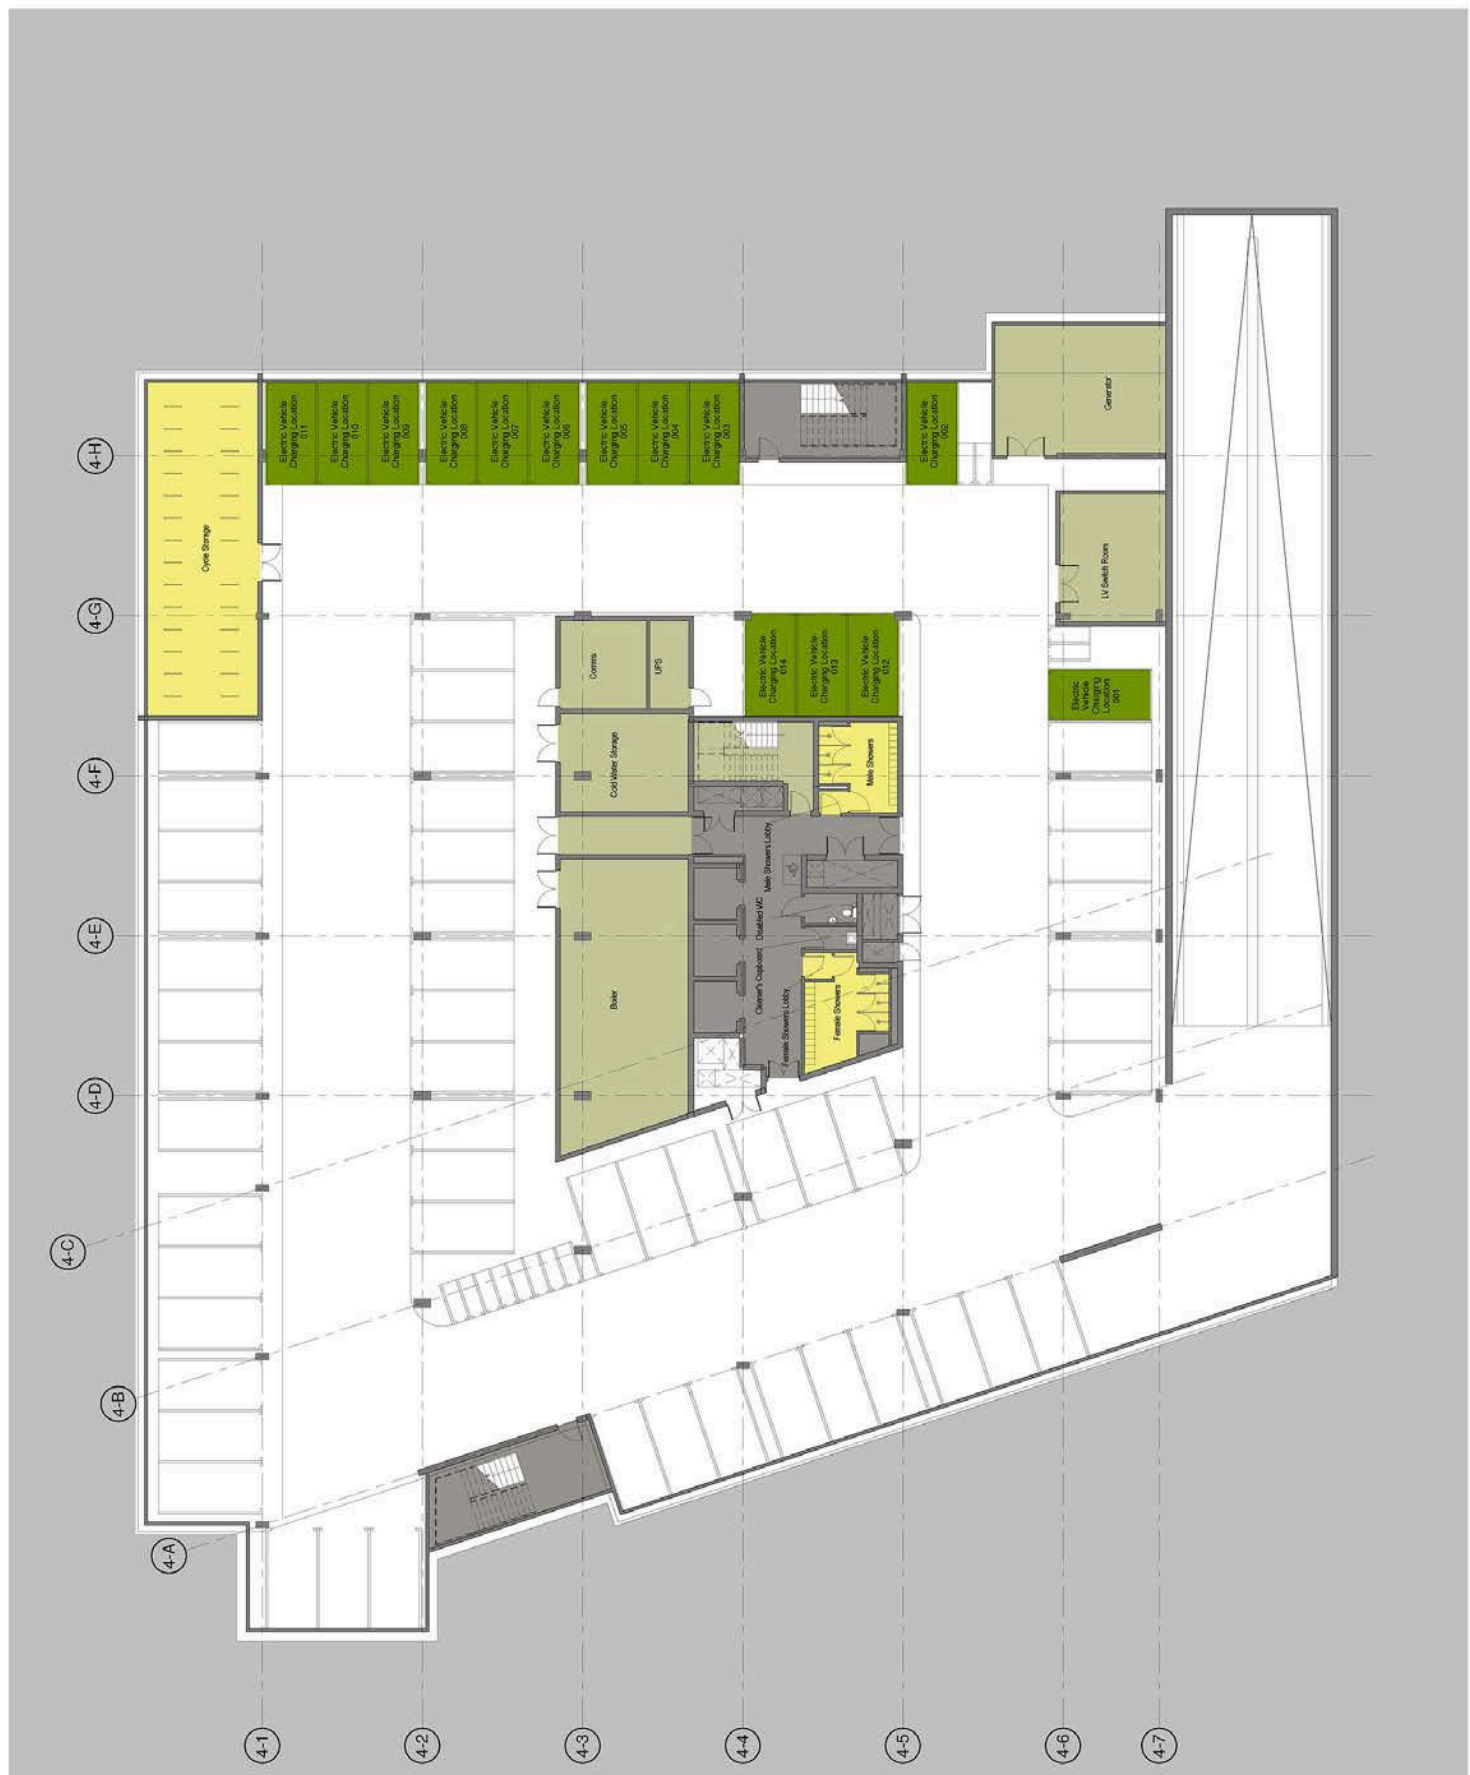 4-H
4-G
4-F
4-E
4-D
4-C
4-B
4-A
4-1
4-2
4-3
4-4
4-5
4-6
4-7
Cycle Storage
Electric Vehicle
Charging Location
011
Electric Vehicle
Charging Location
010
Electric Vehicle
Charging Location
009
Electric Vehicle
Charging Location
008
Electric Vehicle
Charging Location
007
Electric Vehicle
Charging Location
006
Electric Vehicle
Charging Location
005
Electric Vehicle
Charging Location
004
Electric Vehicle
Charging Location
003
Electric Vehicle
Charging Location
002
Generator
LV Switch Room
Comms
UPS
Electric Vehicle
Charging Location
014
Electric Vehicle
Charging Location
013
Electric Vehicle
Charging Location
012
Electric
Vehicle
Charging
Location
001
Cold Water Storage
Male Showers
Male Showers Lobby
Disabled WC
Boiler
Cleaner's Cupboard
Female Showers
Female Showers Lobby